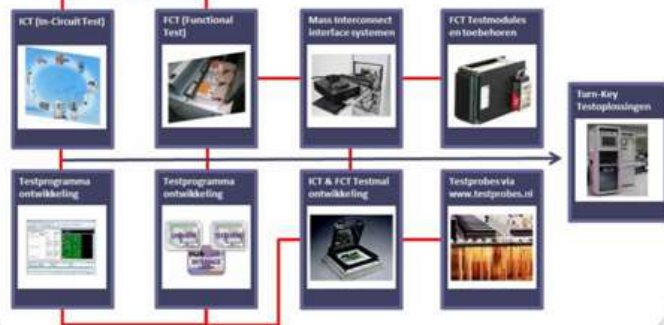 ICT (In-Circuit Test)
FCT (Functional
Test)
Mass Interconnect
interface systemen
FCT Testmodules
en toebehoren
Turn-Key
Testoplossingen
Testprogramma
ontwikkeling
Testprogramma
ontwikkeling
ICT & FCT Testmal
ontwikkeling
Testprobes via
www.testprobes.nl